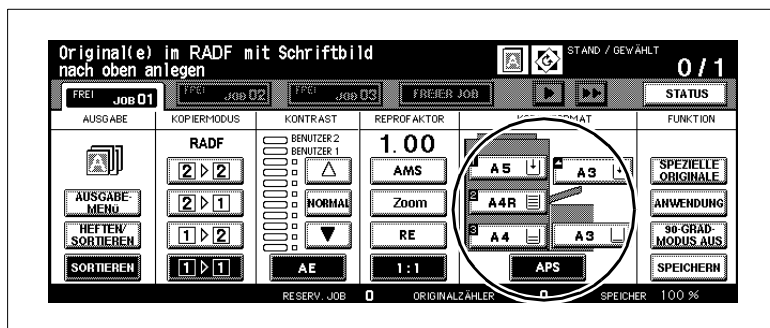 Original(e) im RADF mit Schriftbild
nach oben anlegen
STAND / GEWÄHLT
0/1
FREI JOB 01
FREI JOB 02
FREI JOB 03
FREIER JOB
STATUS
AUSGABE
KOPIERMODUS
KONTRAST
REPROFAKTOR
FUNKTION
RADF
BENUTZER 2
BENUTZER 1
1.00
2 2
AMS
1 A5
4 A3
SPEZIELLE
ORIGINALE
AUSGABE-
MENÜ
2 1
NORMAL
Zoom
2 A4R
ANWENDUNG
HEFTEN/
SORTIEREN
1 2
RE
3 A4
A3
90-GRAD-
MODUS AUS
SORTIEREN
1 1
AE
1:1
APS
SPEICHERN
RESERV. JOB 0
ORIGINALZÄHLER 0
SPEICHER 100 %